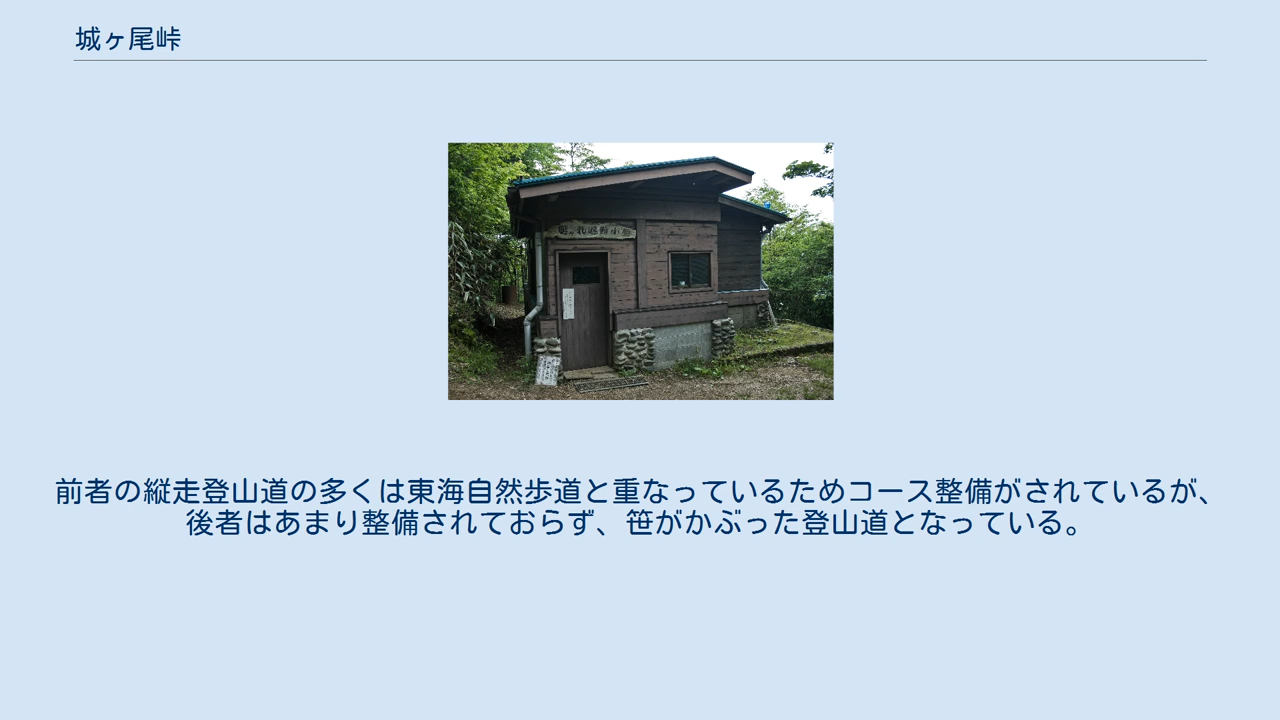 城ヶ尾峠
前者の縦走登山道の多くは東海自然歩道と重なっているためコース整備がされているが、
後者はあまり整備されておらず、笹がかぶった登山道となっている。